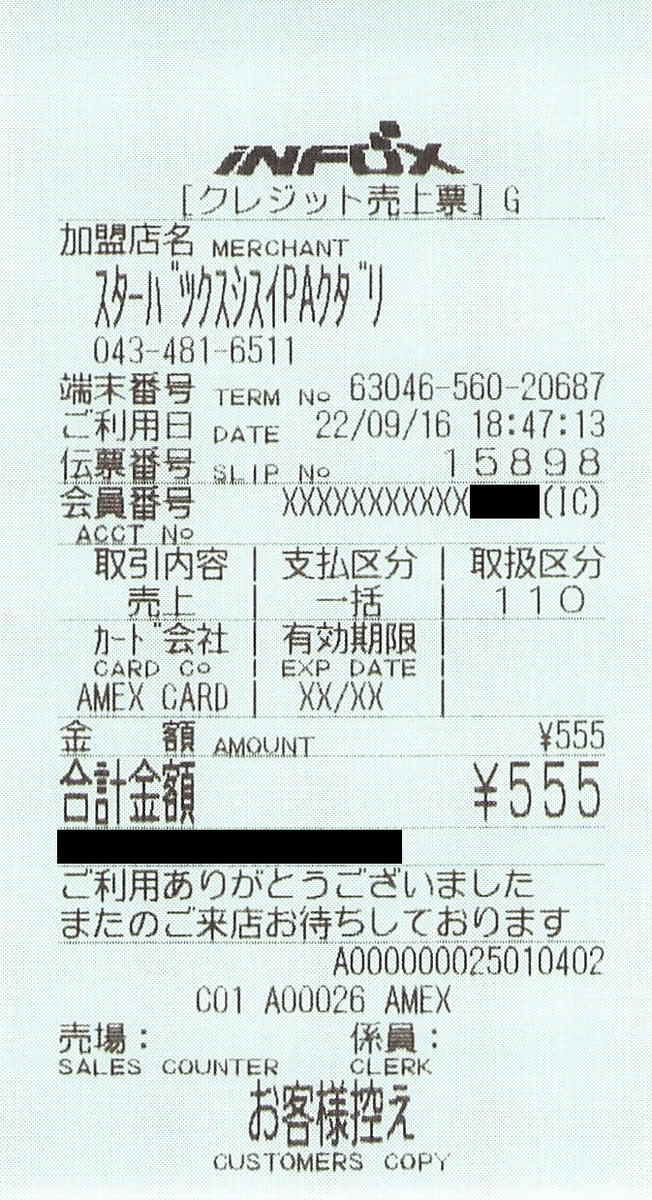 INFOX
[クレジット売上票] G
加盟店名 MERCHANT
スターバックスシスイPAクダリ
043-481-6511
端末番号 TERM No 63046-560-20687
ご利用日 DATE 22/09/16 18:47:13
伝票番号 SLIP No 15898
会員番号 XXXXXXXXXXX (IC)
ACCT No
取引内容 | 支払区分 | 取扱区分
売上 | 一括 | 110
カード会社 | 有効期限 |
CARD Co | EXP DATE |
AMEX CARD | XX/XX |
金 額 AMOUNT ¥555
合計金額 ¥555
ご利用ありがとうございました
またのご来店お待ちしております
A000000025010402
C01 A00026 AMEX
売場: 係員:
SALES COUNTER CLERK
お客様控え
CUSTOMERS COPY